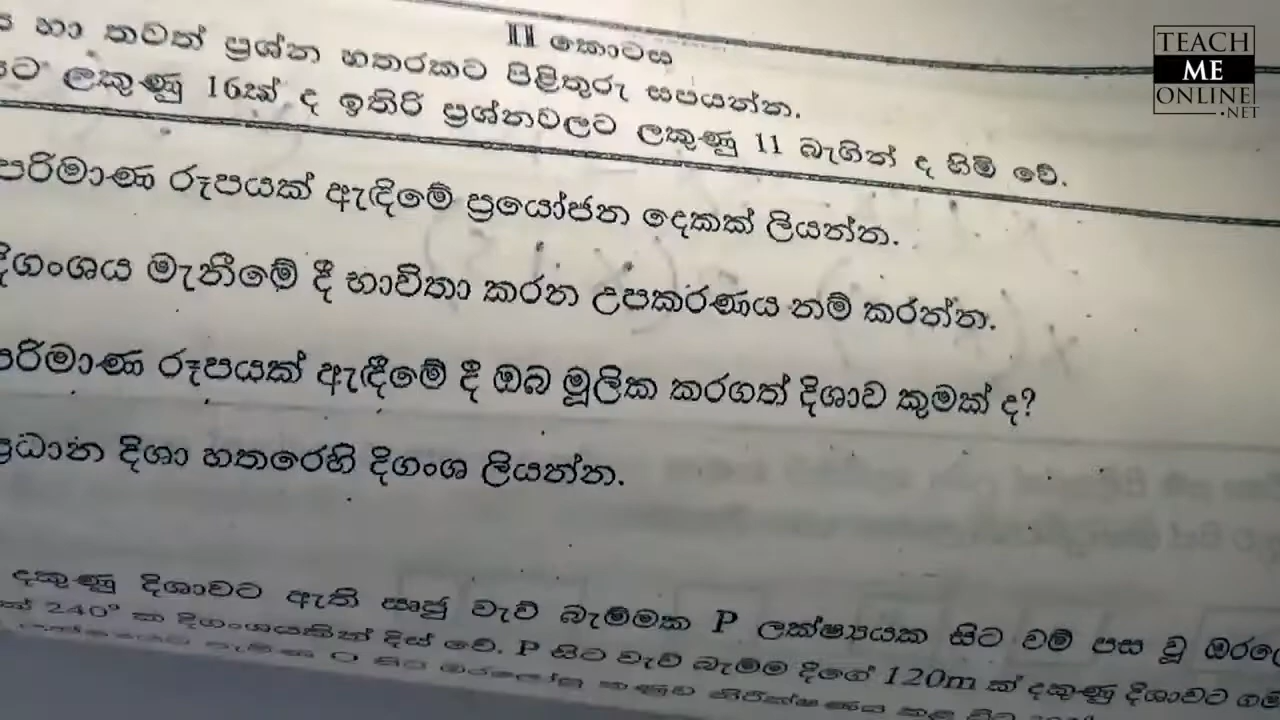 II කොටස
හා තවත් ප්‍රශ්න හතරකට පිළිතුරු සපයන්න.
ලකුණු 16ක් ද ඉතිරි ප්‍රශ්නවලට ලකුණු 11 බැගින් ද හිමි වේ.
පරිමාණ රූපයක් ඇඳීමේ ප්‍රයෝජන දෙකක් ලියන්න.
දිගංශය මැනීමේ දී භාවිතා කරන උපකරණය නම් කරන්න.
පරිමාණ රූපයක් ඇඳීමේ දී ඔබ මූලික කරගත් දිශාව කුමක් ද?
ප්‍රධාන දිශා හතරෙහි දිගංශ ලියන්න.
දකුණු දිශාවට ඇති ඍජු වැව් බැම්මක P ලක්ෂ්‍යයක සිට වම් පස වූ
240° ක දිගංශයකින් දිස් වේ. P සිට වැව් බැම්ම දිගේ 120m ක් දකුණු දිශාවට
TEACH
ME
ONLINE
.NET